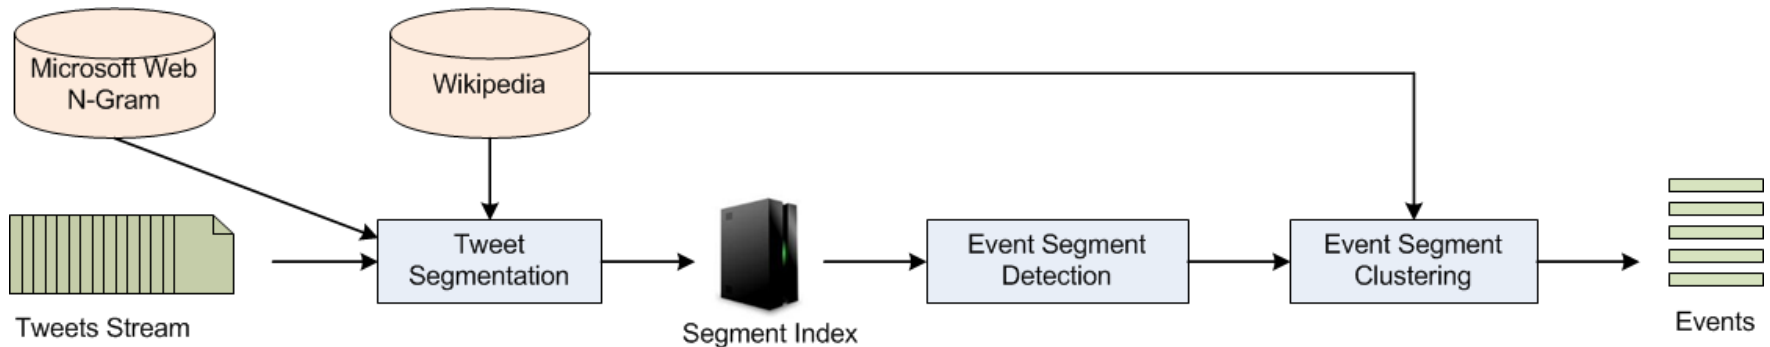 Microsoft Web
N-Gram
Wikipedia
Tweets Stream
Tweet
Segmentation
Segment Index
Event Segment
Detection
Event Segment
Clustering
Events